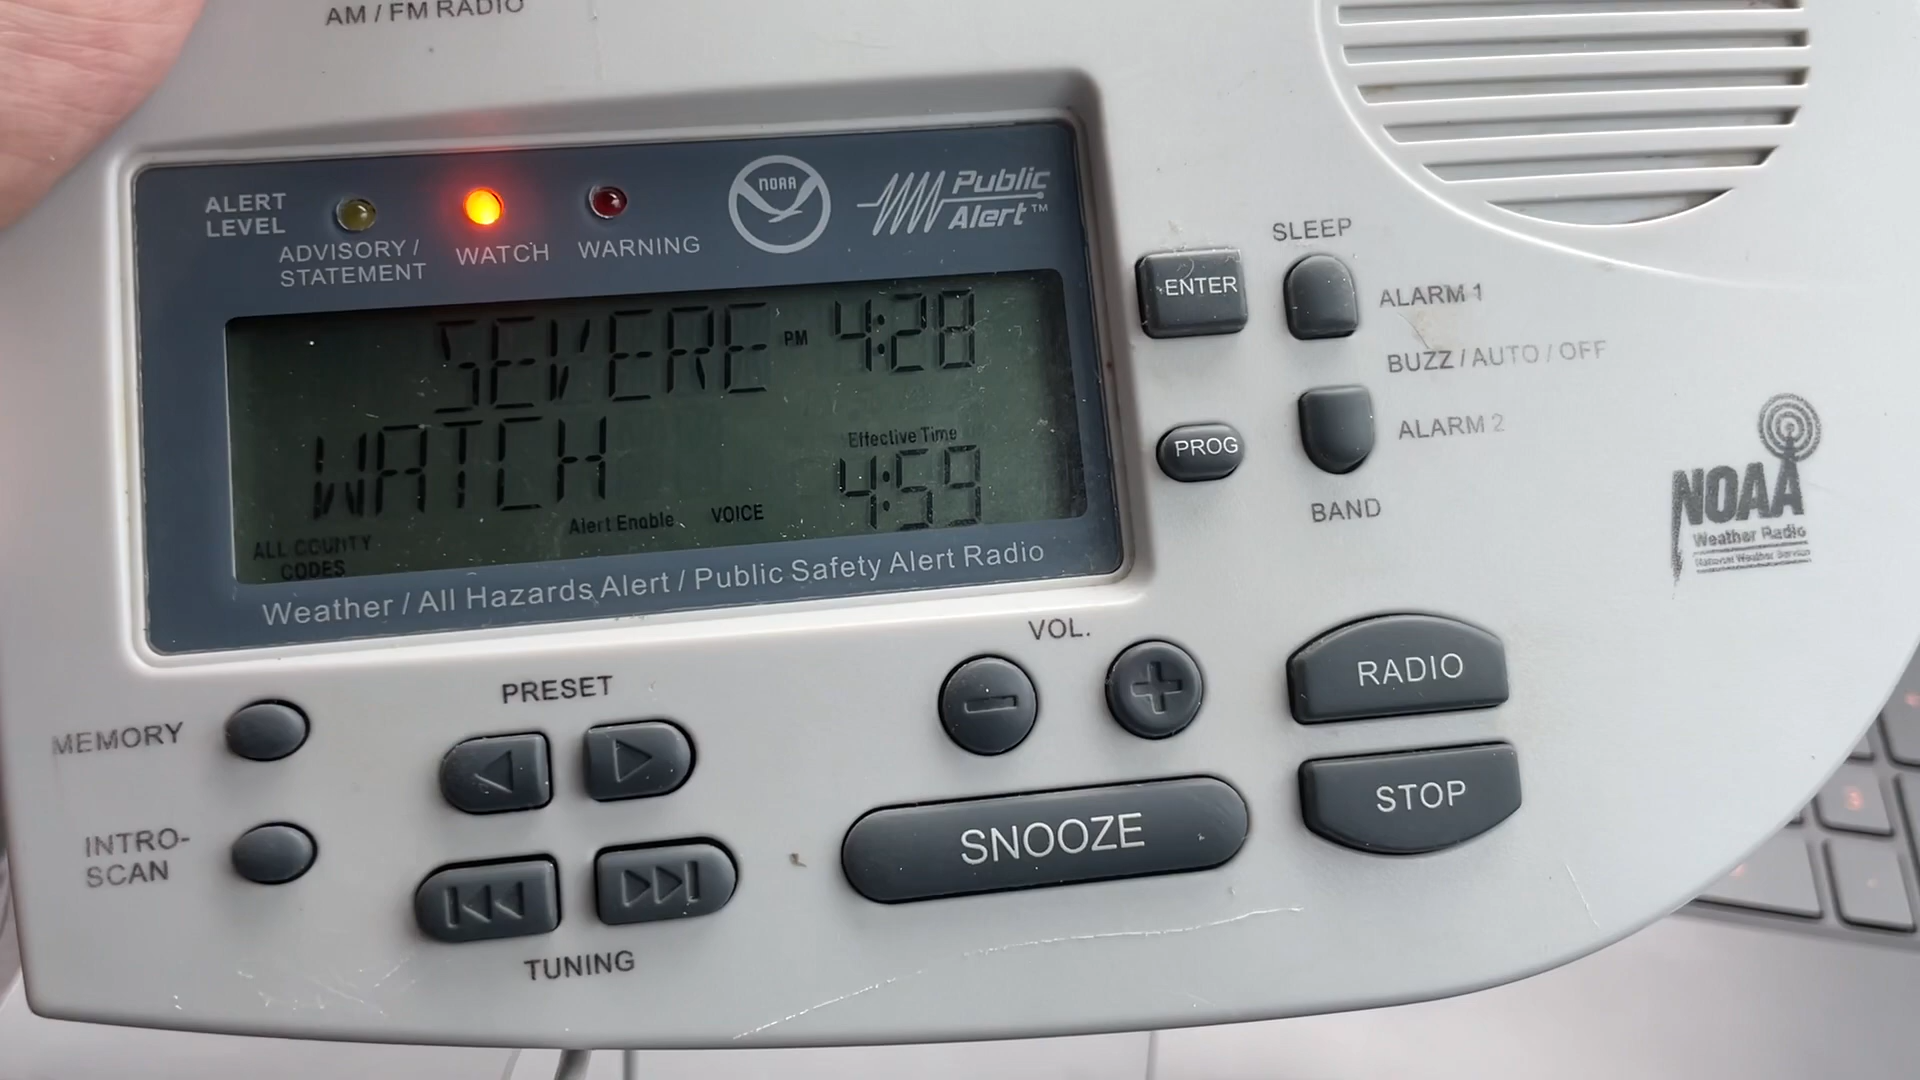 AM / FM RADIO
ALERT LEVEL
ADVISORY / STATEMENT
WATCH
WARNING
NOAA
Public Alert™
SEVERE
PM 4:28
WATCH
Effective Time
4:59
ALL COUNTY CODES
Alert Enable
VOICE
Weather / All Hazards Alert / Public Safety Alert Radio
ENTER
SLEEP
ALARM 1
BUZZ / AUTO / OFF
PROG
ALARM 2
BAND
NOAA
Weather Radio
National Weather Service
VOL.
RADIO
STOP
PRESET
MEMORY
SNOOZE
INTRO-
SCAN
TUNING